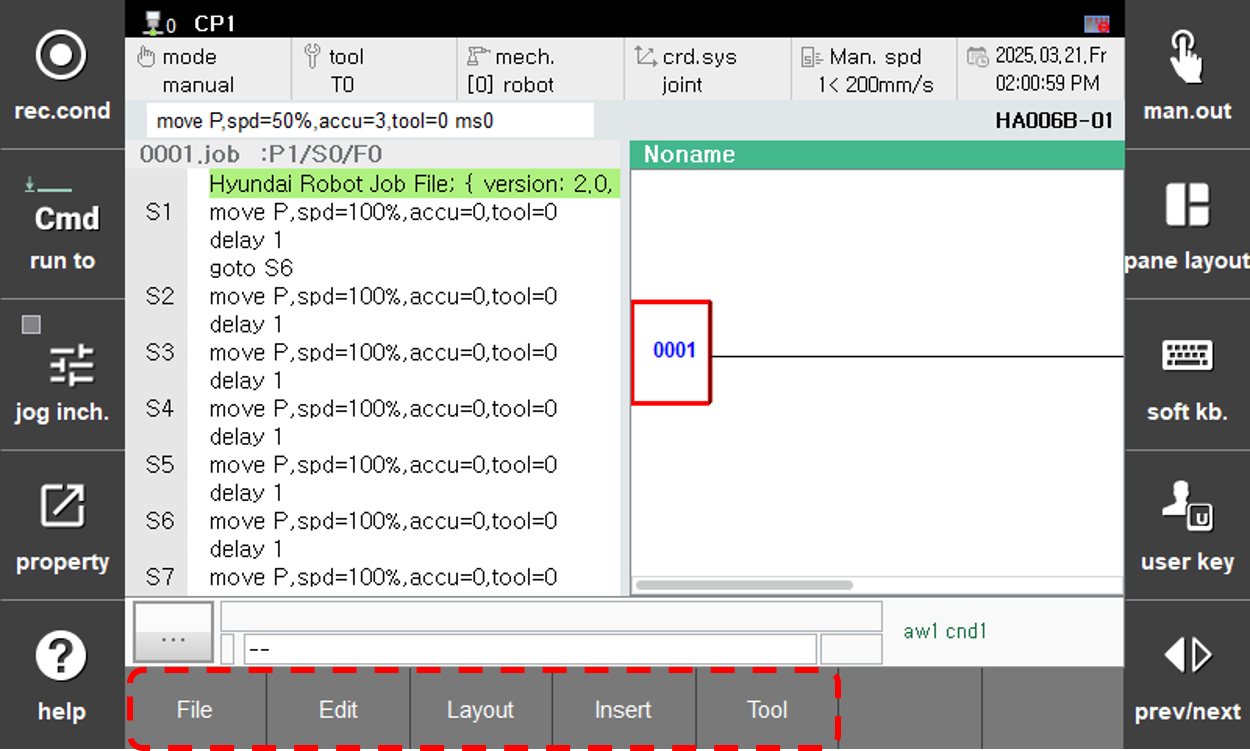 0 CP1
mode
manual
tool
T0
mech.
[0] robot
crd.sys
joint
Man. spd
1< 200mm/s
2025.03.21.Fr
02:00:59 PM
rec.cond
Cmd
run to
jog inch.
property
help
move P,spd=50%,accu=3,tool=0 ms0
HA006B-01
0001.job :P1/S0/F0
Hyundai Robot Job File; { version: 2.0,
S1 move P,spd=100%,accu=0,tool=0
delay 1
goto S6
S2 move P,spd=100%,accu=0,tool=0
delay 1
S3 move P,spd=100%,accu=0,tool=0
delay 1
S4 move P,spd=100%,accu=0,tool=0
delay 1
S5 move P,spd=100%,accu=0,tool=0
delay 1
S6 move P,spd=100%,accu=0,tool=0
delay 1
S7 move P,spd=100%,accu=0,tool=0
Noname
0001
...
--
aw1 cnd1
File Edit Layout Insert Tool
man.out
pane layout
soft kb.
U
user key
prev/next